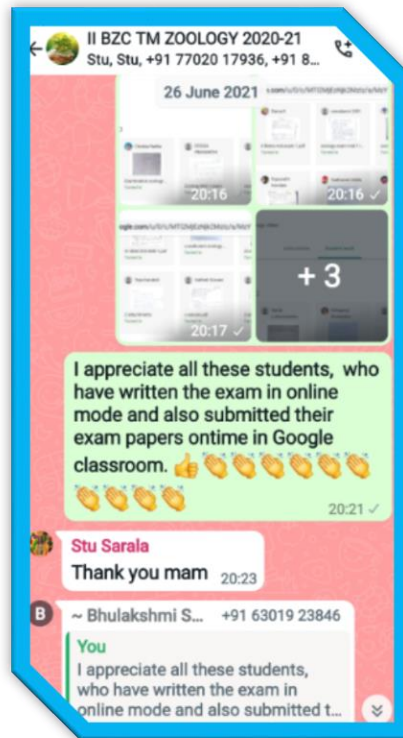 II BZC TM ZOOLOGY 2020-21
Stu, Stu, +91 77020 17936, +91 8...
26 June 2021
20:16
20:16
20:17
+ 3
I appreciate all these students, who
have written the exam in online
mode and also submitted their
exam papers ontime in Google
classroom. 👍👏👏👏👏👏👏
👏👏👏👏
20:21
Stu Sarala
Thank you mam 20:23
B ~ Bhulakshmi S... +91 63019 23846
You
I appreciate all these students,
who have written the exam in
online mode and also submitted t...